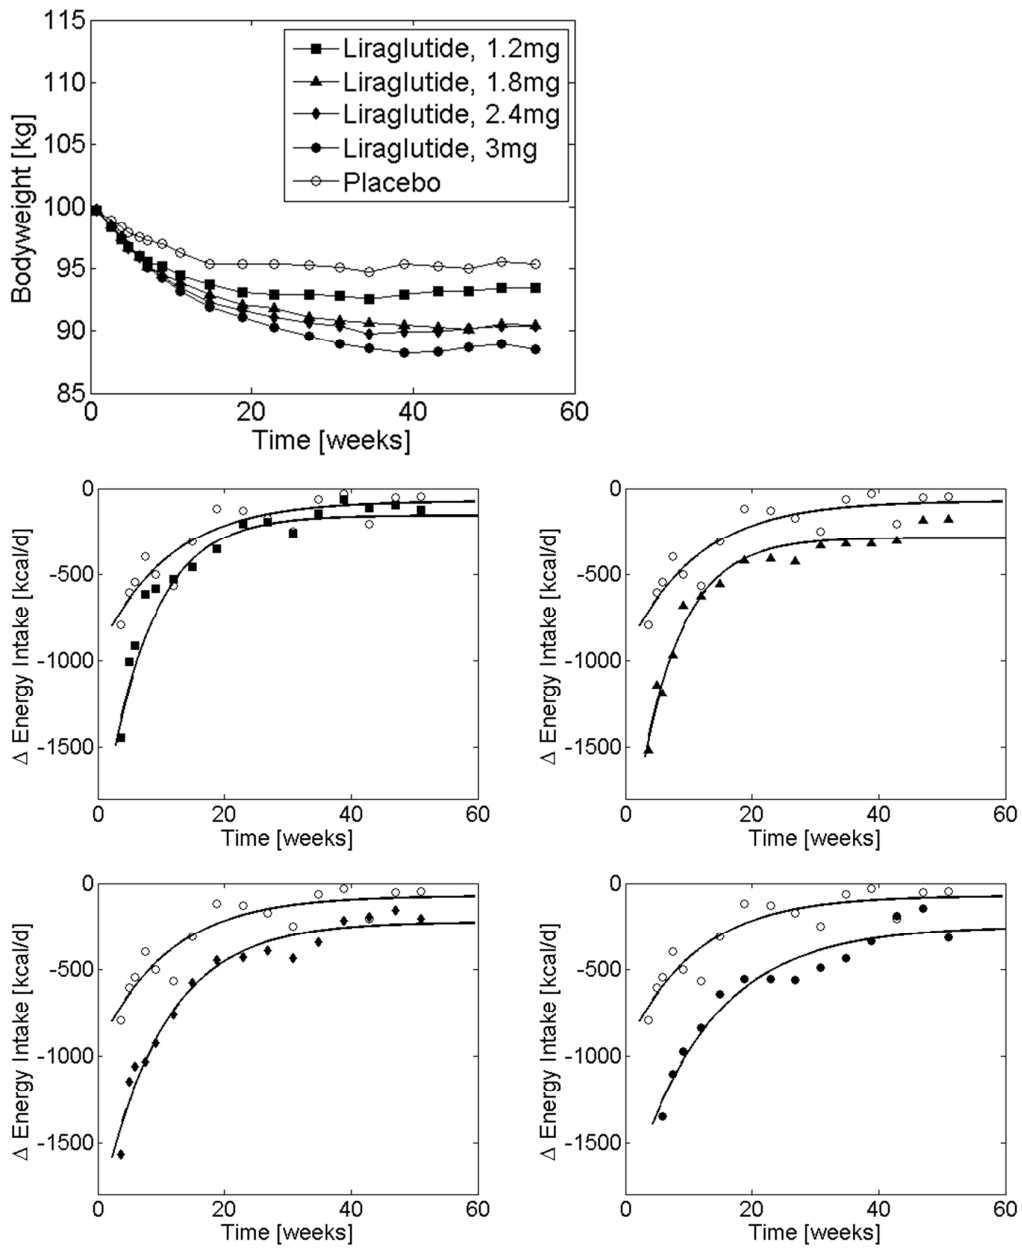 115
110
105
100
95
90
85
Bodyweight [kg]
Liraglutide, 1.2mg
Liraglutide, 1.8mg
Liraglutide, 2.4mg
Liraglutide, 3mg
Placebo
0 20 40 60
Time [weeks]
0
-500
-1000
-1500
Δ Energy Intake [kcal/d]
0 20 40 60
Time [weeks]
0
-500
-1000
-1500
Δ Energy Intake [kcal/d]
0 20 40 60
Time [weeks]
0
-500
-1000
-1500
Δ Energy Intake [kcal/d]
0 20 40 60
Time [weeks]
0
-500
-1000
-1500
Δ Energy Intake [kcal/d]
0 20 40 60
Time [weeks]